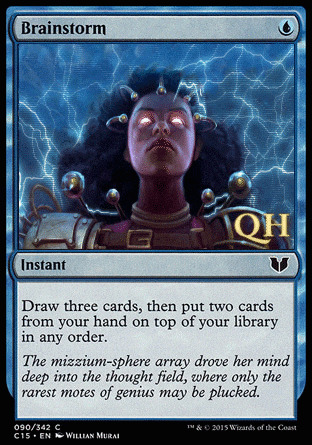 Brainstorm
QH
Instant
Draw three cards, then put two cards
from your hand on top of your library
in any order.
The mizzium-sphere array drove her mind
deep into the thought field, where only the
rarest motes of genius may be plucked.
090/342 C
C15 • EN Willian Murai
™ & © 2015 Wizards of the Coast